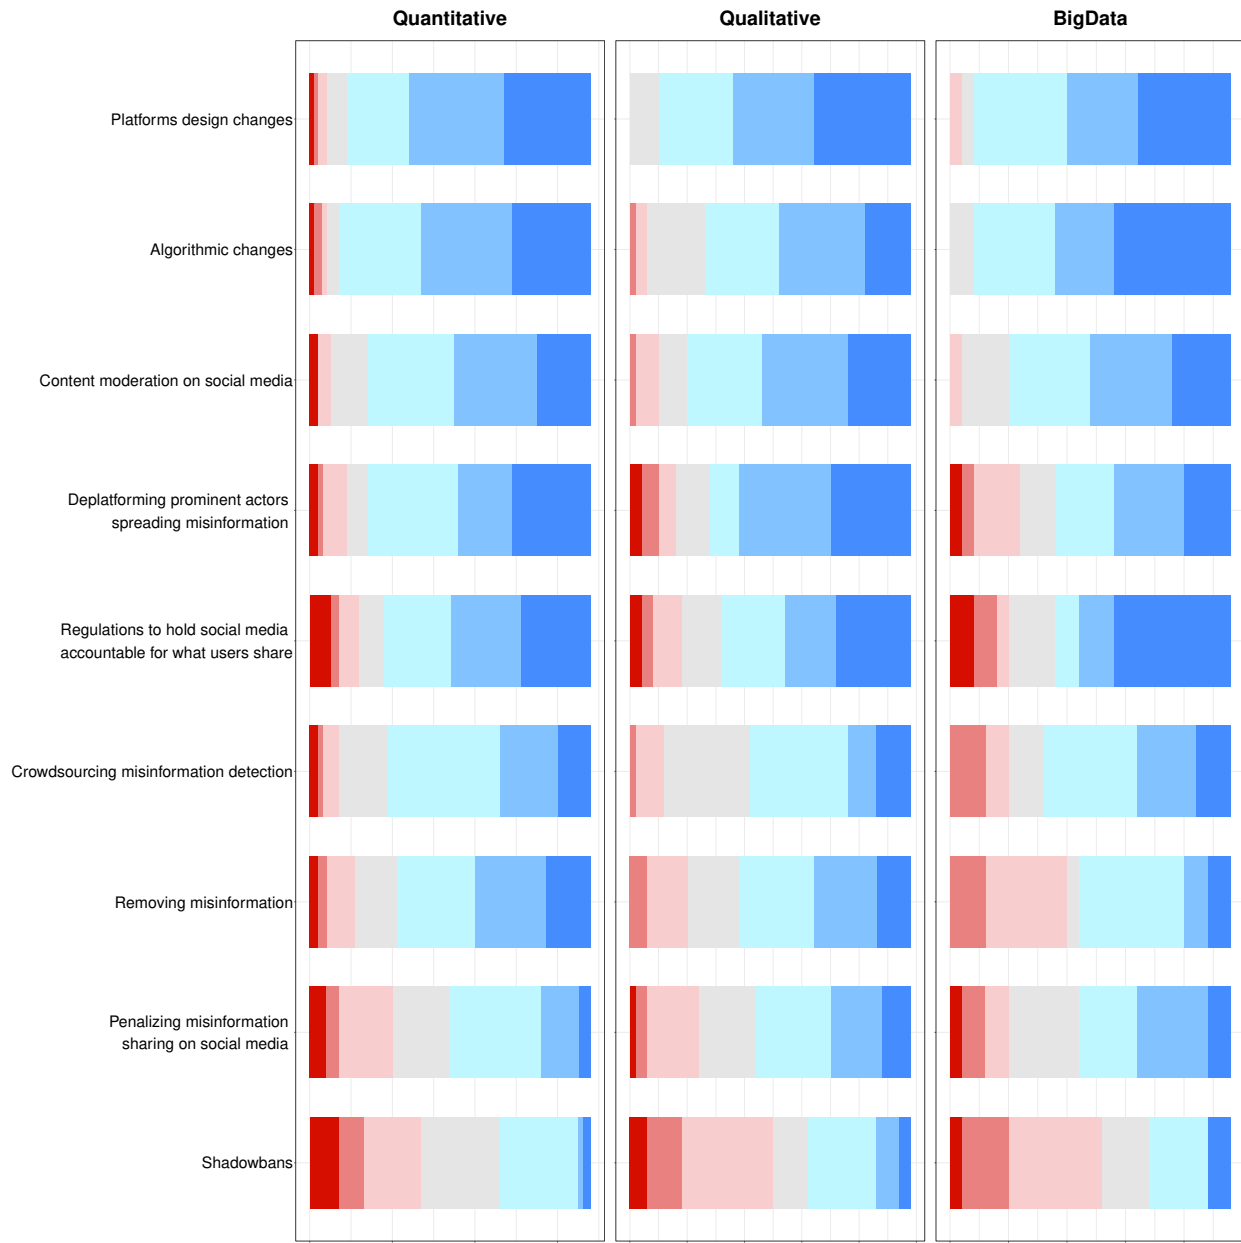 Quantitative
Qualitative
BigData
Platforms design changes
Algorithmic changes
Content moderation on social media
Deplatforming prominent actors
spreading misinformation
Regulations to hold social media
accountable for what users share
Crowdsourcing misinformation detection
Removing misinformation
Penalizing misinformation
sharing on social media
Shadowbans